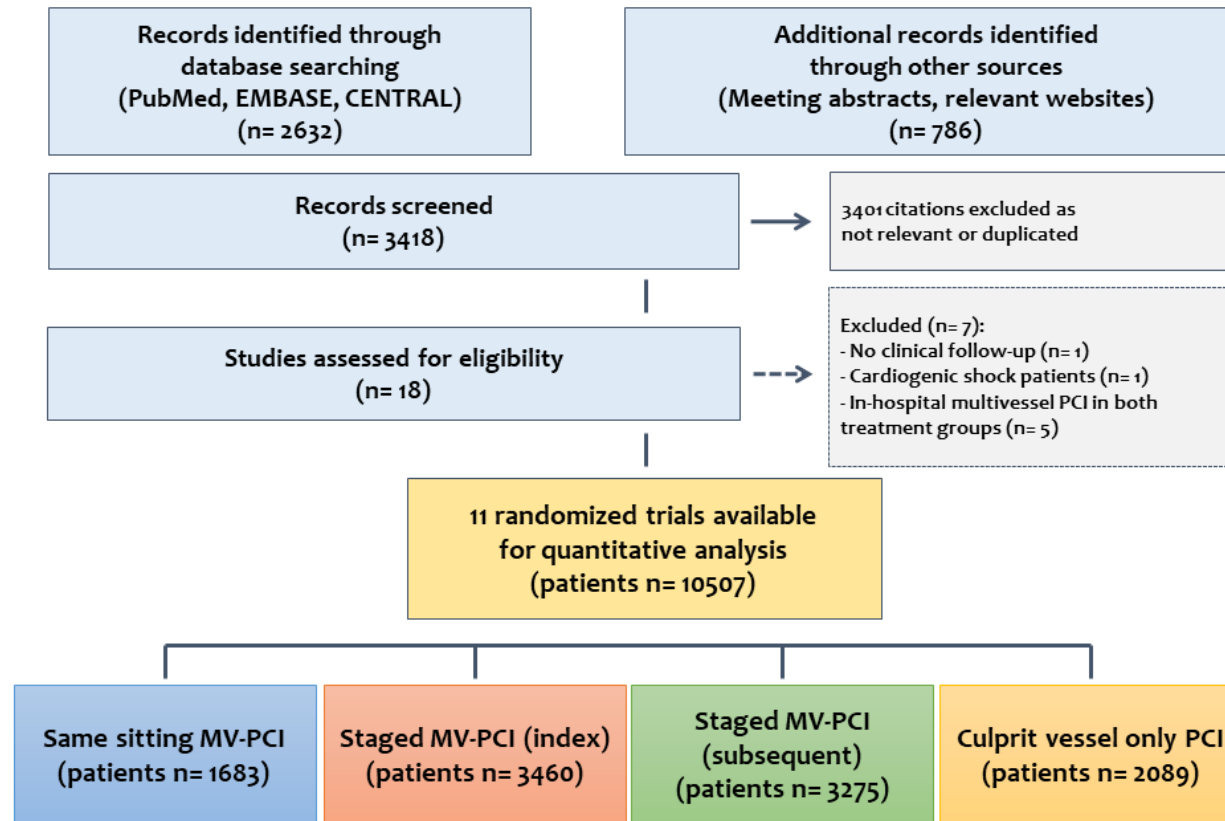 Records identified through
database searching
(PubMed, EMBASE, CENTRAL)
(n= 2632)
Additional records identified
through other sources
(Meeting abstracts, relevant websites)
(n= 786)
Records screened
(n= 3418)
3401 citations excluded as
not relevant or duplicated
Studies assessed for eligibility
(n= 18)
Excluded (n= 7):
- No clinical follow-up (n= 1)
- Cardiogenic shock patients (n= 1)
- In-hospital multivessel PCI in both
treatment groups (n= 5)
11 randomized trials available
for quantitative analysis
(patients n= 10507)
Same sitting MV-PCI
(patients n= 1683)
Staged MV-PCI (index)
(patients n= 3460)
Staged MV-PCI
(subsequent)
(patients n= 3275)
Culprit vessel only PCI
(patients n= 2089)